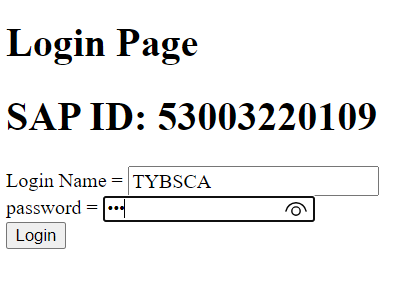 Login Page
SAP ID: 53003220109
Login Name = TYBSCA
password = •••
Login